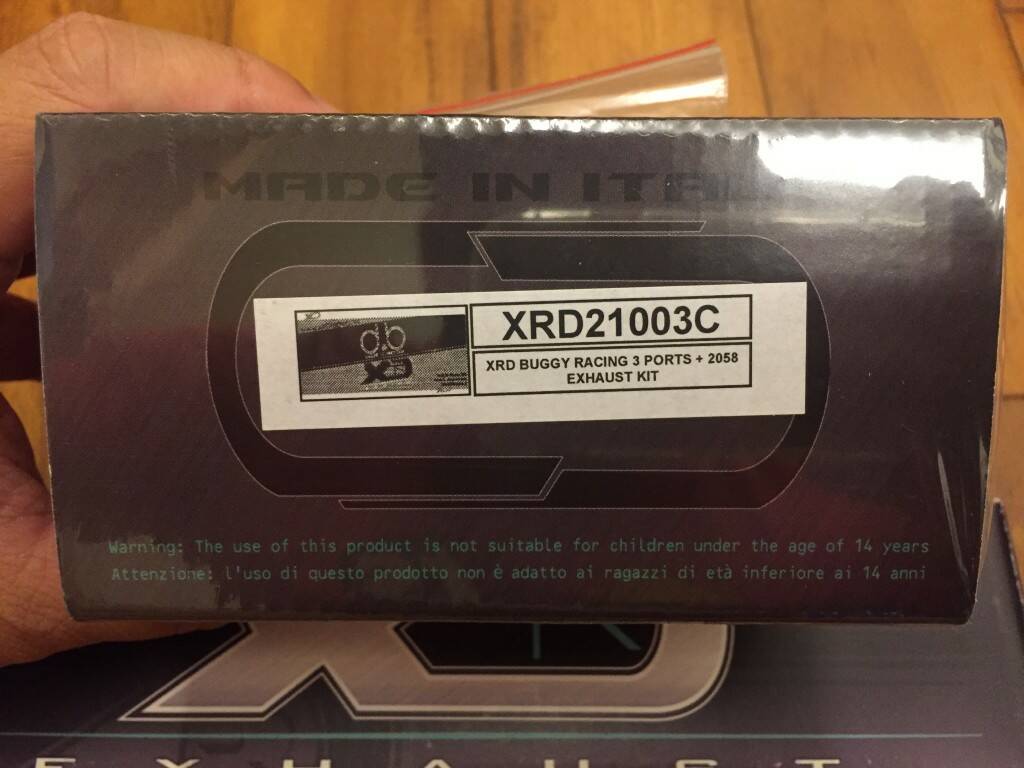 MADE IN ITALY
XRD21003C
XRD BUGGY RACING 3 PORTS + 2058
EXHAUST KIT
Warning: The use of this product is not suitable for children under the age of 14 years
Attenzione: l'uso di questo prodotto non è adatto ai ragazzi di età inferiore ai 14 anni
EXHAUST